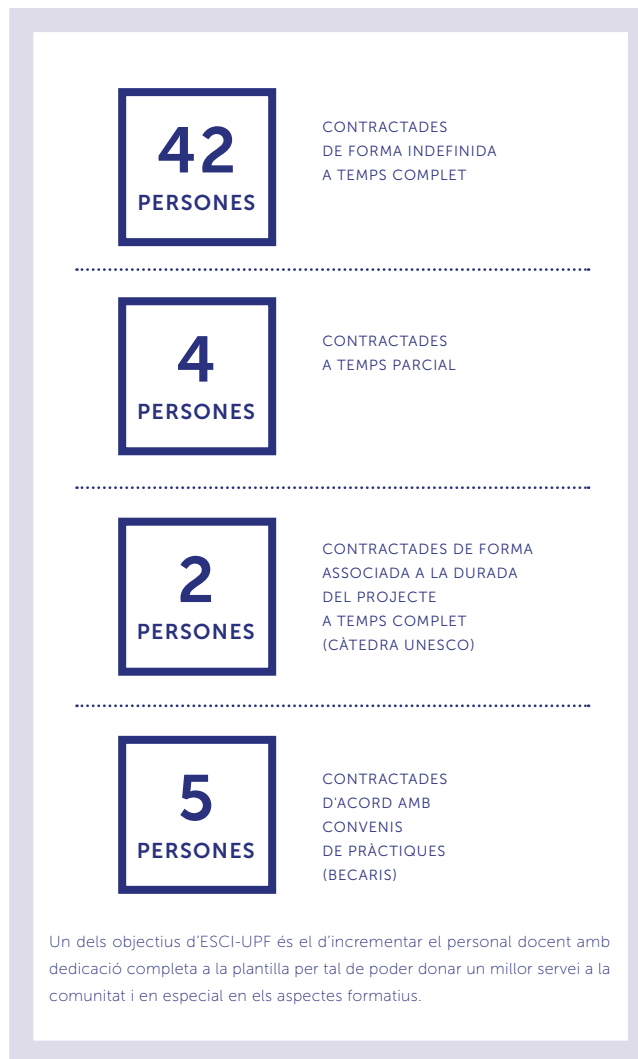 42
PERSONES
CONTRACTADES
DE FORMA INDEFINIDA
A TEMPS COMPLET
4
PERSONES
CONTRACTADES
A TEMPS PARCIAL
2
PERSONES
CONTRACTADES DE FORMA
ASSOCIADA A LA DURADA
DEL PROJECTE
A TEMPS COMPLET
(CÀTEDRA UNESCO)
5
PERSONES
CONTRACTADES
D'ACORD AMB
CONVENIS
DE PRÀCTIQUES
(BECARIS)
Un dels objectius d'ESCI-UPF és el d'incrementar el personal docent amb
dedicació completa a la plantilla per tal de poder donar un millor servei a la
comunitat i en especial en els aspectes formatius.